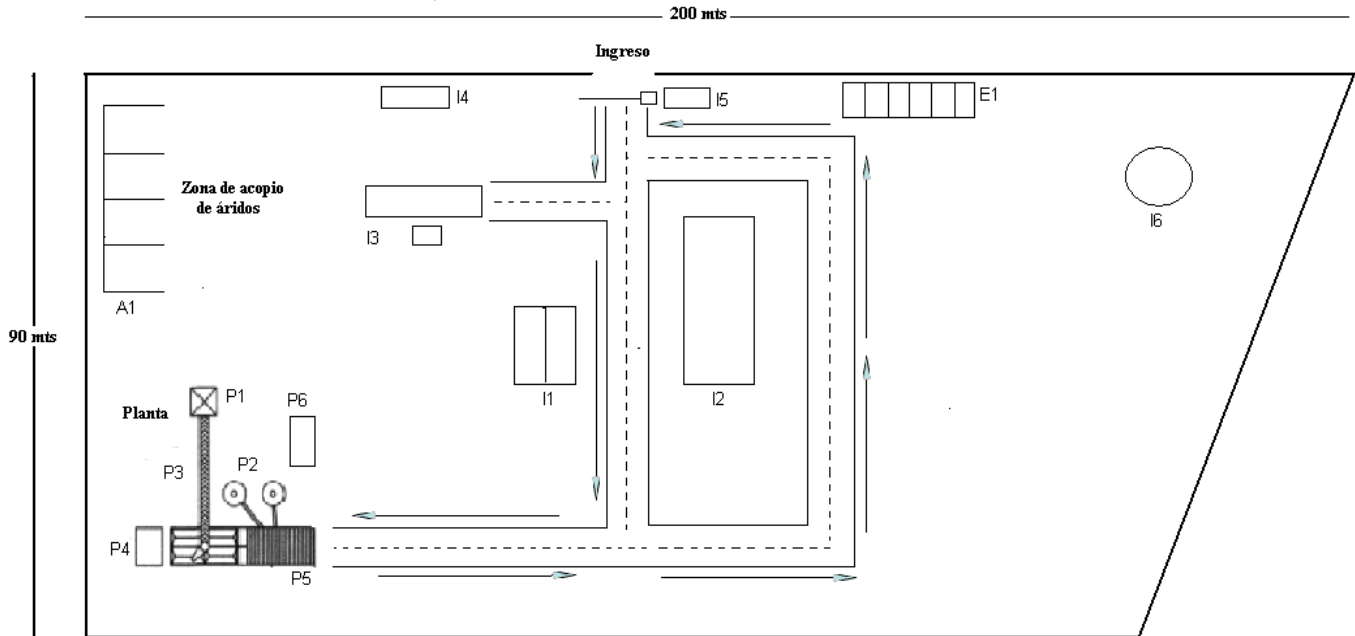 200 mts
Ingreso
I4
I5
E1
Zona de acopio
de áridos
I3
I6
A1
90 mts
I1
I2
Planta
P1
P6
P3
P2
P4
P5